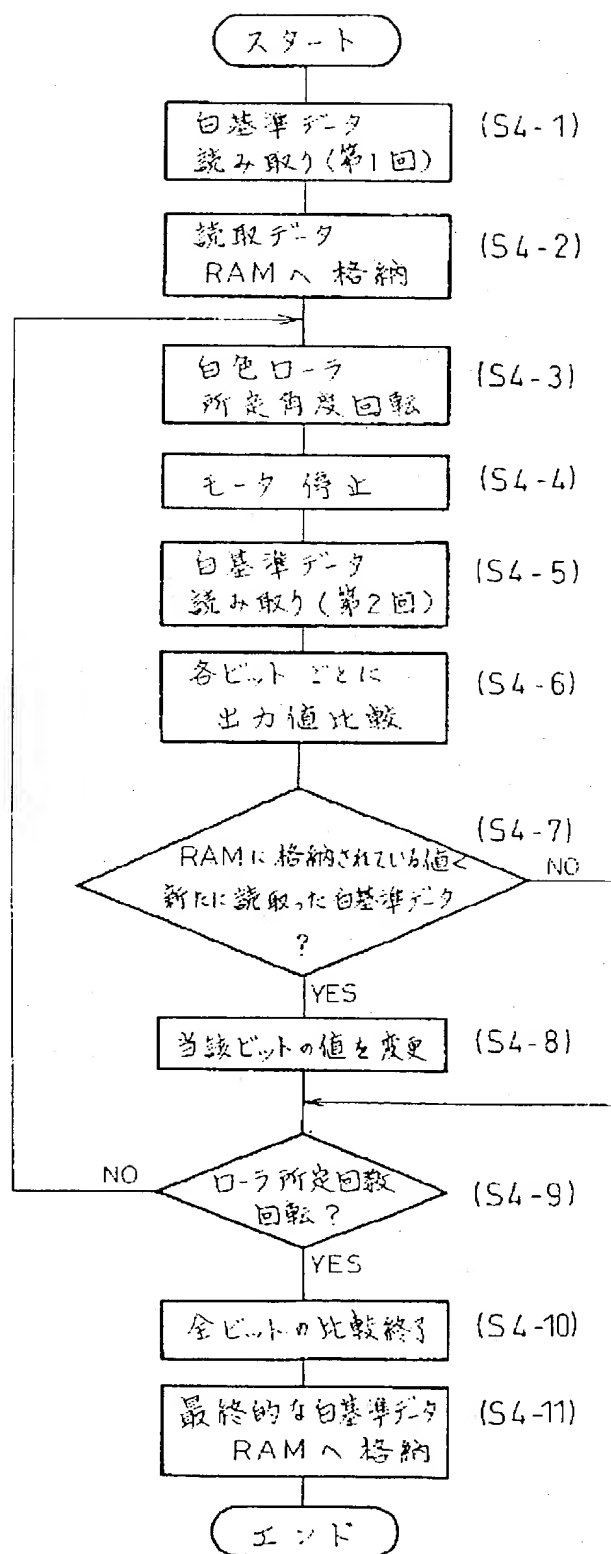 スタート
白基準データ
読み取り(第1回)
(S4-1)
読取データ
RAMへ格納
(S4-2)
白色ローラ
所定角度回転
(S4-3)
モータ停止
(S4-4)
白基準データ
読み取り(第2回)
(S4-5)
各ビットごとに
出力値比較
(S4-6)
(S4-7)
RAMに格納されている値<
新たに読取った白基準データ
?
NO
YES
当該ビットの値を変更
(S4-8)
NO
ローラ所定回数
回転?
(S4-9)
YES
全ビットの比較終了
(S4-10)
最終的な白基準データ
RAMへ格納
(S4-11)
エンド